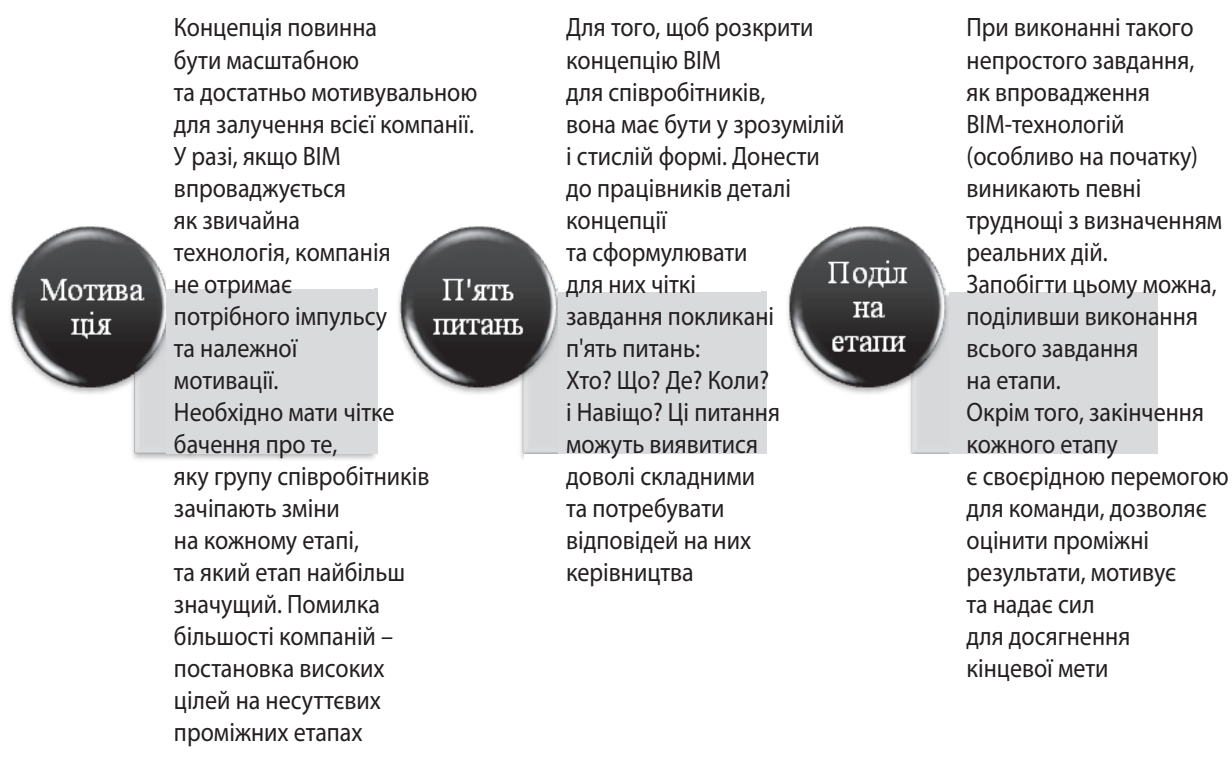 Мотива
ція
Концепція повинна
бути масштабною
та достатньо мотивувальною
для залучення всієї компанії.
У разі, якщо BIM
впроваджується
як звичайна
технологія, компанія
не отримає
потрібного імпульсу
та належної
мотивації.
Необхідно мати чітке
бачення про те,
яку групу співробітників
зачіпають зміни
на кожному етапі,
та який етап найбільш
значущий. Помилка
більшості компаній –
постановка високих
цілей на несуттєвих
проміжних етапах
П'ять
питань
Для того, щоб розкрити
концепцію BIM
для співробітників,
вона має бути у зрозумілій
і стислій формі. Донести
до працівників деталі
концепції
та сформулювати
для них чіткі
завдання покликані
п'ять питань:
Хто? Що? Де? Коли?
і Навіщо? Ці питання
можуть виявитися
доволі складними
та потребувати
відповідей на них
керівництва
Поділ
на
етапи
При виконанні такого
непростого завдання,
як впровадження
BIM-технологій
(особливо на початку)
виникають певні
труднощі з визначенням
реальних дій.
Запобігти цьому можна,
поділивши виконання
всього завдання
на етапи.
Окрім того, закінчення
кожного етапу
є своєрідною перемогою
для команди, дозволяє
оцінити проміжні
результати, мотивує
та надає сил
для досягнення
кінцевої мети